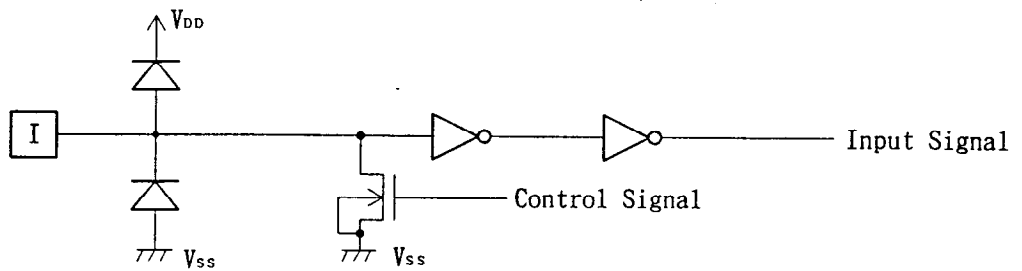 VDD
I
Input Signal
Control Signal
Vss
Vss